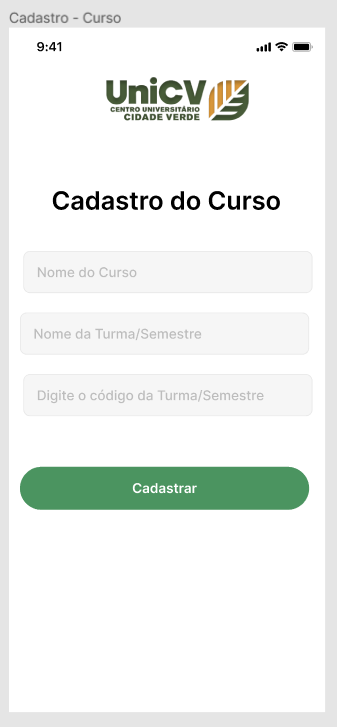 Cadastro - Curso
9:41
UniCV
CENTRO UNIVERSITÁRIO
CIDADE VERDE
Cadastro do Curso
Nome do Curso
Nome da Turma/Semestre
Digite o código da Turma/Semestre
Cadastrar